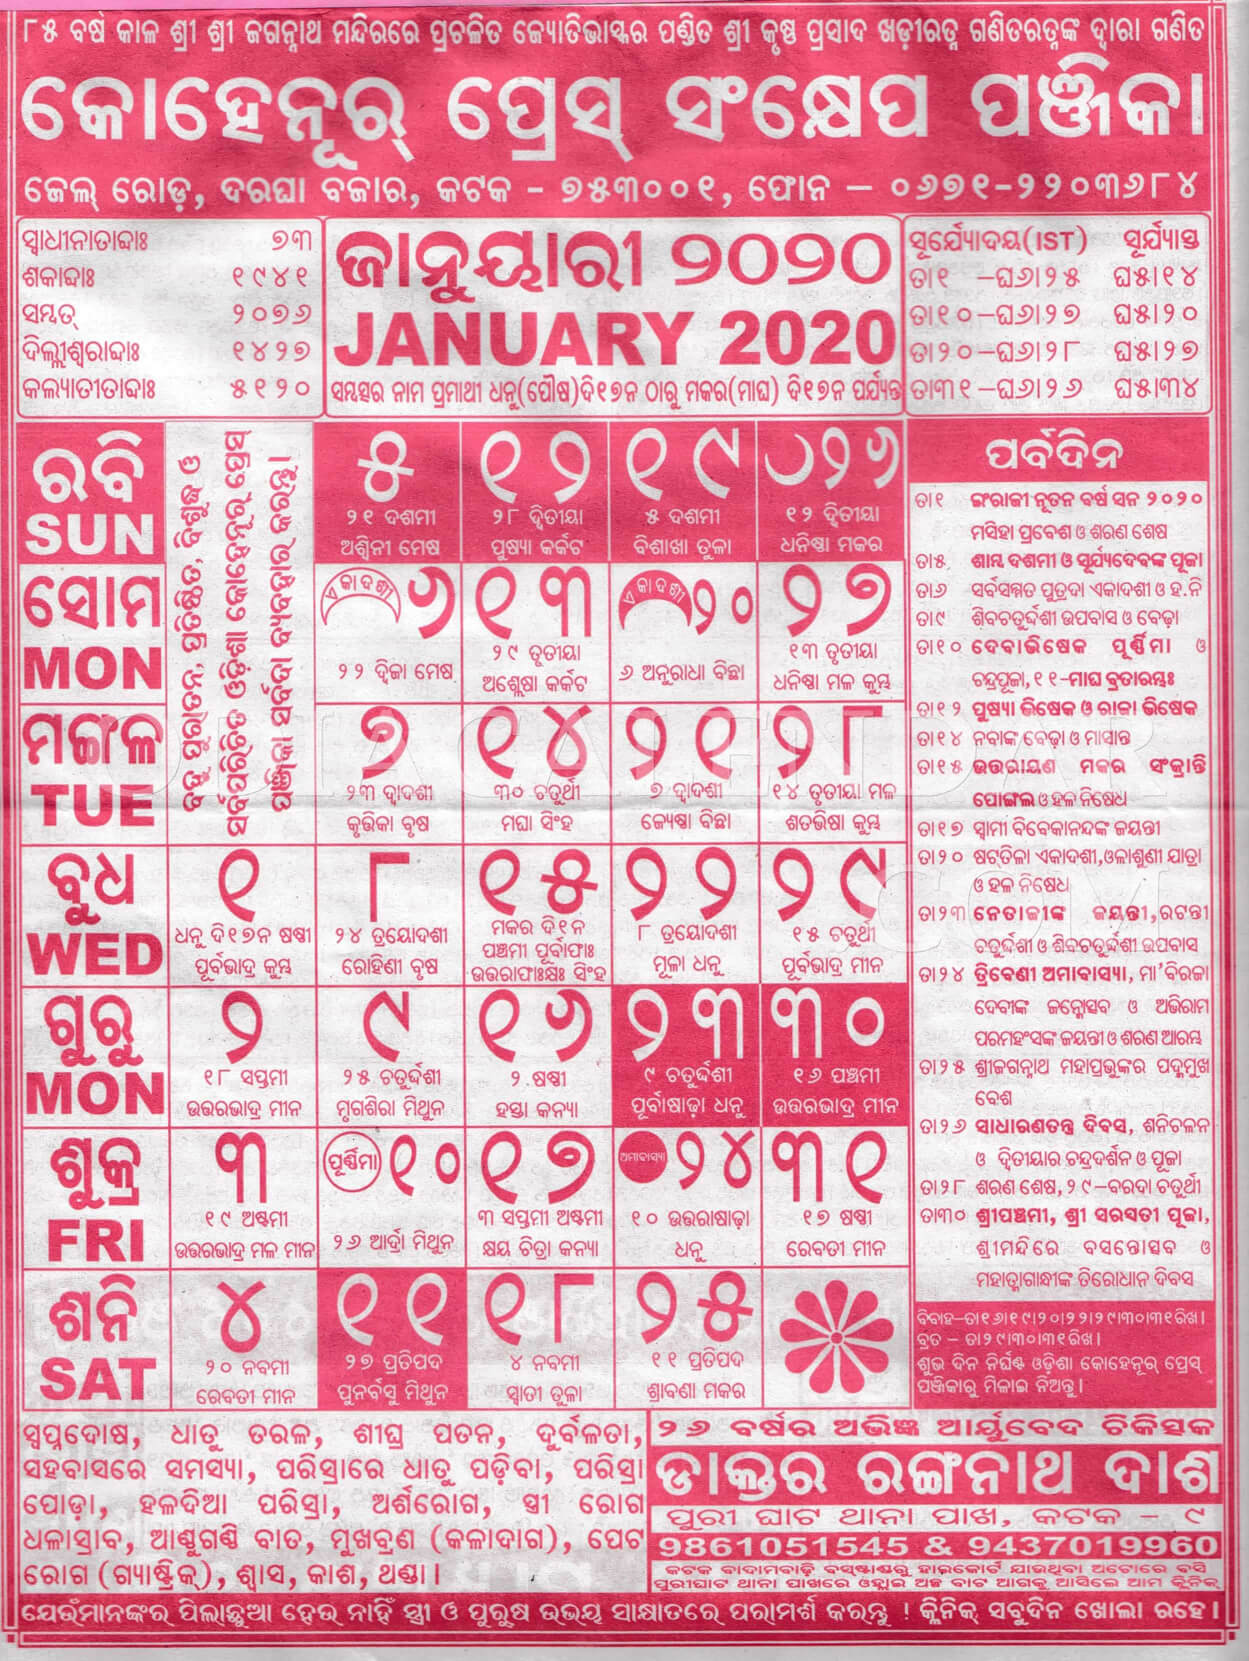 ୮୫ ବର୍ଷ କାଳ ଶ୍ରୀ ଶ୍ରୀ ଜଗନ୍ନାଥ ମନ୍ଦିରରେ ପ୍ରଚଳିତ ଜ୍ୟୋତିଭାସ୍କର ପଣ୍ଡିତ ଶ୍ରୀ କୃଷ୍ଣ ପ୍ରସାଦ ଖଡ଼ୀରତ୍ନ ଗଣିତରତ୍ନଙ୍କ ଦ୍ୱାରା ଗଣିତ
କୋହେନୂର୍ ପ୍ରେସ୍ ସଂକ୍ଷେପ ପଞ୍ଜିକା
ଜେଲ୍ ରୋଡ଼, ଦରଘା ବଜାର, କଟକ - ୭୫୩୦୦୧, ଫୋନ — ୦୬୭୧-୨୨୦୩୬୮୪
ସ୍ୱାଧୀନାତାବ୍ଦାଃ ୭୩
ଶକାବ୍ଦାଃ ୧୯୪୧
ସମ୍ଭତ୍ ୨୦୭୬
ଦିଲ୍ଲୀଶ୍ୱରାବ୍ଦାଃ ୧୪୨୭
କଲ୍ୟାତୀତାବ୍ଦାଃ ୫୧୨୦
ଜାନୁୟାରୀ ୨୦୨୦
JANUARY 2020
ସମ୍ଭତ୍ସର ନାମ ପ୍ରମାଥୀ ଧନୁ(ପୌଷ)ଦି୧୭ନ ଠାରୁ ମକର(ମାଘ) ଦି୧୭ନ ପର୍ଯ୍ୟନ୍ତ
ସୂର୍ଯ୍ୟୋଦୟ(IST) ସୂର୍ଯ୍ୟାସ୍ତ
ତା୧ –ଘ୬ା୨୫ ଘ୫ା୧୪
ତା୧୦–ଘ୬ା୨୭ ଘ୫ା୨୦
ତା୨୦–ଘ୬ା୨୮ ଘ୫ା୨୭
ତା୩୧–ଘ୬ା୨୬ ଘ୫ା୩୪
ବହୁ ପୁରାତନ, ପ୍ରତିଷ୍ଠିତ, ବିଶୁଦ୍ଧ ଓ
ସର୍ବପରିଚିତ ଓଡ଼ିଶା କୋହେନୂର୍ ପ୍ରେସ୍
ପଞ୍ଜିକା ସର୍ବଦା ବ୍ୟବହାର କରନ୍ତୁ ।
ରବି
SUN
୫ ୧୨ ୧୯ ୨୬
୨୧ ଦଶମୀ ୨୮ ଦ୍ୱିତୀୟା ୫ ଦଶମୀ ୧୨ ଦ୍ୱିତୀୟା
ଅଶ୍ୱିନୀ ମେଷ ପୁଷ୍ୟା କର୍କଟ ବିଶାଖା ତୁଳା ଧନିଷ୍ଠା ମକର
ସୋମ
MON
ଏକାଦଶୀ ୬ ୧୩ ଏକାଦଶୀ ୨୦ ୨୭
୨୨ ଦ୍ୱିଜା ମେଷ ୨୯ ତୃତୀୟା ୬ ଅନୁରାଧା ବିଛା ୧୩ ତୃତୀୟା
ଅଶ୍ଲେଷା କର୍କଟ ଧନିଷ୍ଠା ମଳ କୁମ୍ଭ
ମଙ୍ଗଳ
TUE
୭ ୧୪ ୨୧ ୨୮
୨୩ ଦ୍ୱାଦଶୀ ୩୦ ଚତୁର୍ଥୀ ୭ ଦ୍ୱାଦଶୀ ୧୪ ତୃତୀୟା ମଳ
କୃତ୍ତିକା ବୃଷ ମଘା ସିଂହ ଜ୍ୟେଷ୍ଠା ବିଛା ଶତଭିଷା କୁମ୍ଭ
ବୁଧ
WED
୧ ୮ ୧୫ ୨୨ ୨୯
ଧନୁ ଦି୧୭ନ ଷଷ୍ଠୀ ୨୪ ତ୍ରୟୋଦଶୀ ମକର ଦି୧ନ ୮ ତ୍ରୟୋଦଶୀ ୧୫ ଚତୁର୍ଥୀ
ପୂର୍ବଭାଦ୍ର କୁମ୍ଭ ରୋହିଣୀ ବୃଷ ପଞ୍ଚମୀ ପୂର୍ବାଫାଃ ମୂଳା ଧନୁ ପୂର୍ବଭାଦ୍ର ମୀନ
ଉତ୍ତରାଫାଃକ୍ଷଃ ସିଂହ
ଗୁରୁ
MON
୨ ୯ ୧୬ ୨୩ ୩୦
୧୮ ସପ୍ତମୀ ୨୫ ଚତୁର୍ଦ୍ଦଶୀ ୨ ଷଷ୍ଠୀ ୯ ଚତୁର୍ଦ୍ଦଶୀ ୧୬ ପଞ୍ଚମୀ
ଉତ୍ତରଭାଦ୍ର ମୀନ ମୃଗଶିରା ମିଥୁନ ହସ୍ତା କନ୍ୟା ପୂର୍ବାଷାଢ଼ା ଧନୁ ଉତ୍ତରଭାଦ୍ର ମୀନ
ଶୁକ୍ର
FRI
୩ ପୂର୍ଣ୍ଣିମା ୧୦ ୧୭ ଅମାବାସ୍ୟା ୨୪ ୩୧
୧୯ ଅଷ୍ଟମୀ ୨୬ ଆର୍ଦ୍ରା ମିଥୁନ ୩ ସପ୍ତମୀ ଅଷ୍ଟମୀ ୧୦ ଉତ୍ତରାଷାଢ଼ା ୧୭ ଷଷ୍ଠୀ
ଉତ୍ତରଭାଦ୍ର ମଳ ମୀନ କ୍ଷୟ ଚିତ୍ରା କନ୍ୟା ଧନୁ ରେବତୀ ମୀନ
ଶନି
SAT
୪ ୧୧ ୧୮ ୨୫
୨୦ ନବମୀ ୨୭ ପ୍ରତିପଦ ୪ ନବମୀ ୧୧ ପ୍ରତିପଦ
ରେବତୀ ମୀନ ପୁନର୍ବସୁ ମିଥୁନ ସ୍ୱାତୀ ତୁଳା ଶ୍ରାବଣା ମକର
ପର୍ବଦିନ
ତା୧ ଇଂରାଜୀ ନୂତନ ବର୍ଷ ସନ ୨୦୨୦
ମସିହା ପ୍ରବେଶ ଓ ଶରଣ ଶେଷ
ତା୫ ଶାମ୍ବ ଦଶମୀ ଓ ସୂର୍ଯ୍ୟଦେବଙ୍କ ପୂଜା
ତା୬ ସର୍ବସମ୍ମତ ପୁତ୍ରଦା ଏକାଦଶୀ ଓ ହ.ନି
ତା୯ ଶିବଚତୁର୍ଦ୍ଦଶୀ ଉପବାସ ଓ ବେଢ଼ା
ତା୧୦ ଦେବାଭିଷେକ ପୂର୍ଣ୍ଣିମା ଓ
ଚନ୍ଦ୍ରପୂଜା,୧୧–ମାଘ ବ୍ରତାରମ୍ଭଃ
ତା୧୨ ପୁଷ୍ୟା ଭିଷେକ ଓ ରାଜା ଭିଷେକ
ତା୧୪ ନବାଙ୍କ ବେଢ଼ା ଓ ମାସାନ୍ତ
ତା୧୫ ଉତ୍ତରାୟଣ ମକର ସଂକ୍ରାନ୍ତି
ପୋଙ୍ଗଲ ଓ ହଳ ନିଷେଧ
ତା୧୭ ସ୍ୱାମୀ ବିବେକାନନ୍ଦଙ୍କ ଜୟନ୍ତୀ
ତା୨୦ ଷଟ୍‌ତିଳା ଏକାଦଶୀ,ଓଳାଶୁଣୀ ଯାତ୍ରା
ଓ ହଳ ନିଷେଧ
ତା୨୩ ନେତାଜୀଙ୍କ ଜୟନ୍ତୀ,ରଟନ୍ତୀ
ଚତୁର୍ଦ୍ଦଶୀ ଓ ଶିବଚତୁର୍ଦ୍ଦଶୀ ଉପବାସ
ତା୨୪ ତ୍ରିବେଣୀ ଅମାବାସ୍ୟା, ମା'ବିରଜା
ଦେବୀଙ୍କ ଜନ୍ମୋତ୍ସବ ଓ ଅଭିରାମ
ପରମହଂସଙ୍କ ଜୟନ୍ତୀ ଓ ଶରଣ ଆରମ୍ଭ
ତା୨୫ ଶ୍ରୀଜଗନ୍ନାଥ ମହାପ୍ରଭୁଙ୍କର ପଦ୍ମମୁଖ
ବେଶ
ତା୨୬ ସାଧାରଣତନ୍ତ୍ର ଦିବସ, ଶନିଚଳନ
ଓ ଦ୍ୱିତୀୟାର ଚନ୍ଦ୍ରଦର୍ଶନ ଓ ପୂଜା
ତା୨୮ ଶରଣ ଶେଷ,୨୯–ବରଦା ଚତୁର୍ଥୀ
ତା୩୦ ଶ୍ରୀପଞ୍ଚମୀ, ଶ୍ରୀ ସରସ୍ୱତୀ ପୂଜା,
ଶ୍ରୀମନ୍ଦିରେ ବସନ୍ତୋତ୍ସବ ଓ
ମହାତ୍ମାଗାନ୍ଧୀଙ୍କ ତିରୋଧାନ ଦିବସ
ବିବାହ–ତା୧୬ା୧୯ା୨୦ା୨୨ା୨୯ା୩୦ା୩୧ରିଖ।
ବ୍ରତ – ତା୨୯ା୩୦ା୩୧ରିଖ।
ଶୁଭ ଦିନ ନିର୍ଘଣ୍ଟ ଓଡ଼ିଶା କୋହେନୂର୍ ପ୍ରେସ୍
ପଞ୍ଜିକାରୁ ମିଳାଇ ନିଅନ୍ତୁ ।
ODIA CALENDAR
.COM
ସ୍ୱପ୍ନଦୋଷ, ଧାତୁ ତରଳ, ଶୀଘ୍ର ପତନ, ଦୁର୍ବଳତା,
ସହବାସରେ ସମସ୍ୟା, ପରିସ୍ରାରେ ଧାତୁ ପଡ଼ିବା, ପରିସ୍ରା
ପୋଡ଼ା, ହଳଦିଆ ପରିସ୍ରା, ଅର୍ଶରୋଗ, ସ୍ତ୍ରୀ ରୋଗ
ଧଳାସ୍ରାବ, ଆଣ୍ଠୁଗଣ୍ଠି ବାତ, ମୁଖବ୍ରଣ (କଳାଦାଗ), ପେଟ
ରୋଗ (ଗ୍ୟାଷ୍ଟ୍ରିକ୍), ଶ୍ୱାସ, କାଶ, ଥଣ୍ଡା ।
୨୬ ବର୍ଷର ଅଭିଜ୍ଞ ଆର୍ୟୁବେଦ ଚିକିତ୍ସକ
ଡାକ୍ତର ରଙ୍ଗନାଥ ଦାଶ
ପୁରୀ ଘାଟ ଥାନା ପାଖ, କଟକ – ୯
9861051545 & 9437019960
କଟକ ବାଦାମବାଡ଼ି ବସଷ୍ଟାଣ୍ଡରୁ ହାଇକୋର୍ଟ ଯାଉଥିବା ଅଟୋରେ ବସି
ପୁରୀଘାଟ ଥାନା ପାଖରେ ଓହ୍ଲାଇ ଅଛ ବାଟ ଆଗକୁ ଆସିଲେ ଆମ କ୍ଲିନିକ୍
ଯେଉଁମାନଙ୍କର ପିଲାଛୁଆ ହେଉ ନାହିଁ ସ୍ତ୍ରୀ ଓ ପୁରୁଷ ଉଭୟ ସାକ୍ଷାତରେ ପରାମର୍ଶ କରନ୍ତୁ ! କ୍ଲିନିକ୍ ସବୁଦିନ ଖୋଲା ରହେ ।